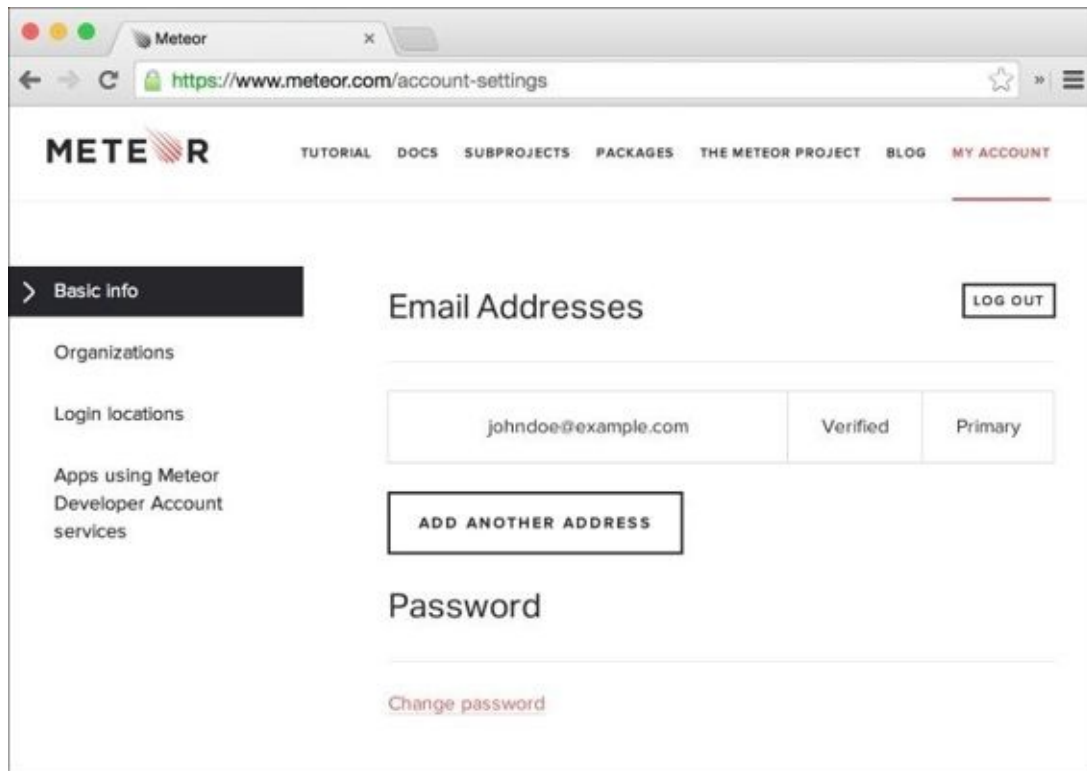 Meteor
https://www.meteor.com/account-settings
METEOR
TUTORIAL DOCS SUBPROJECTS PACKAGES THE METEOR PROJECT BLOG MY ACCOUNT
Basic info
Organizations
Login locations
Apps using Meteor
Developer Account
services
Email Addresses
LOG OUT
johndoe@example.com Verified Primary
ADD ANOTHER ADDRESS
Password
Change password